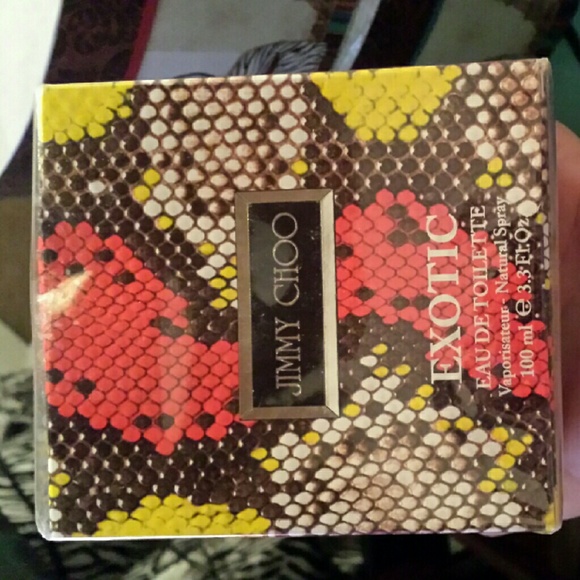 JIMMY CHOO
EXOTIC
EAU DE TOILETTE
Vaporisateur - Natural Spray
100 ml ℮ 3.3 Fl.Oz.